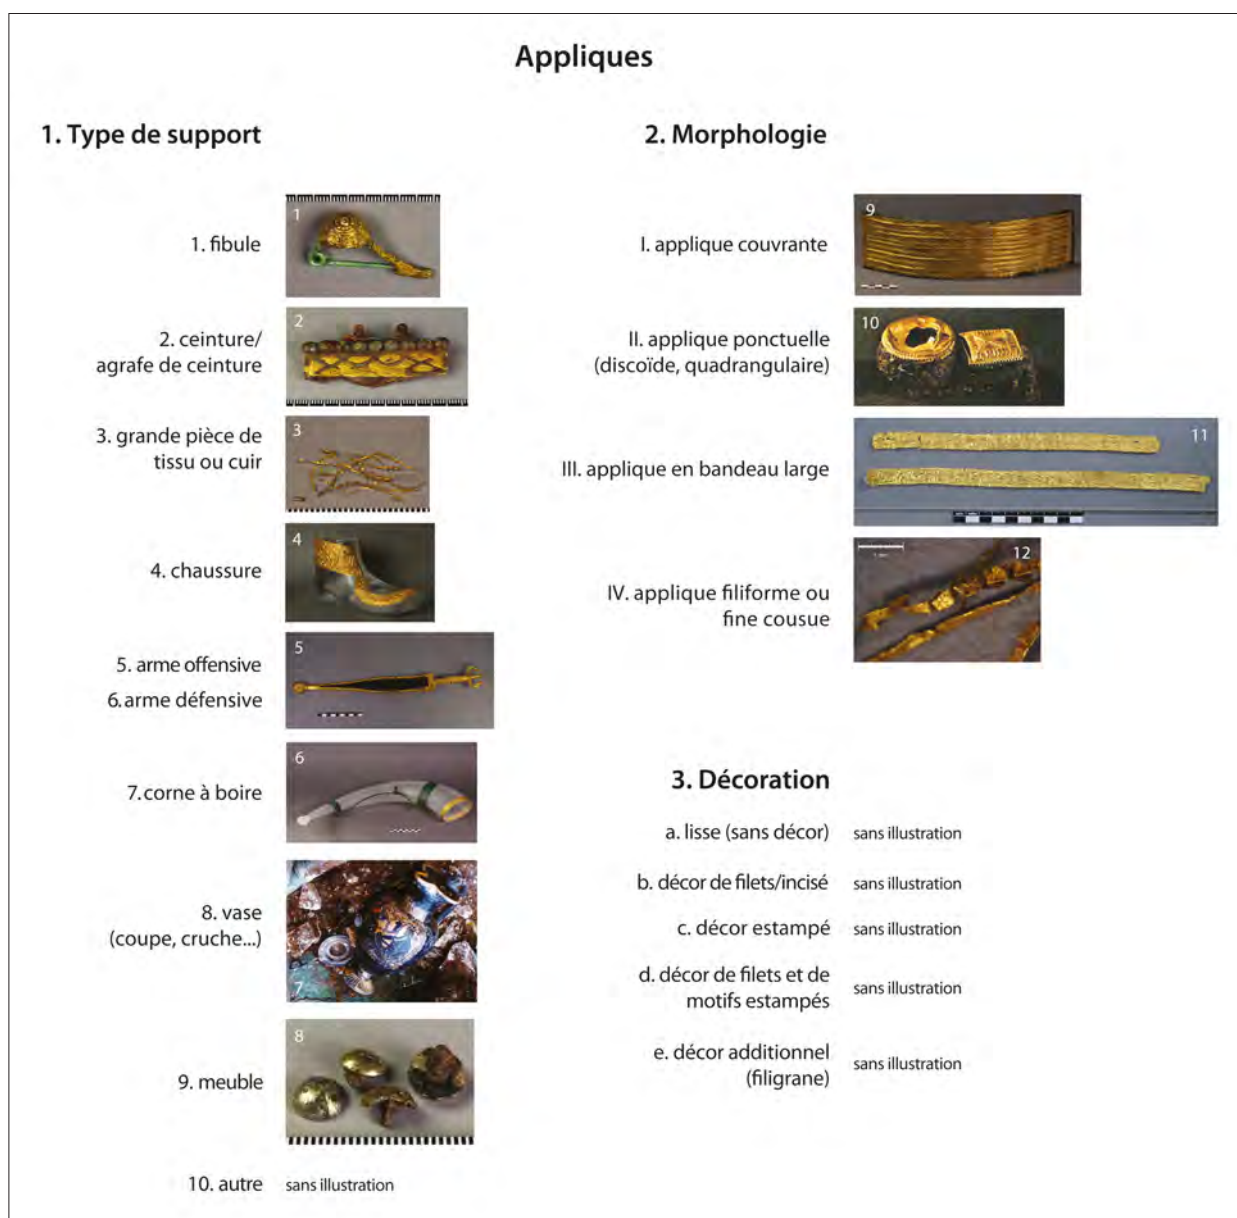 Appliques
1. Type de support
1. fibule
1
2. ceinture/
agrafe de ceinture
2
3. grande pièce de
tissu ou cuir
3
4. chaussure
4
5. arme offensive
6. arme défensive
5
7. corne à boire
6
8. vase
(coupe, cruche...)
7
9. meuble
8
10. autre sans illustration
2. Morphologie
I. applique couvrante
9
II. applique ponctuelle
(discoïde, quadrangulaire)
10
III. applique en bandeau large
11
IV. applique filiforme ou
fine cousue
12
3. Décoration
a. lisse (sans décor) sans illustration
b. décor de filets/incisé sans illustration
c. décor estampé sans illustration
d. décor de filets et de
motifs estampés
sans illustration
e. décor additionnel
(filigrane)
sans illustration